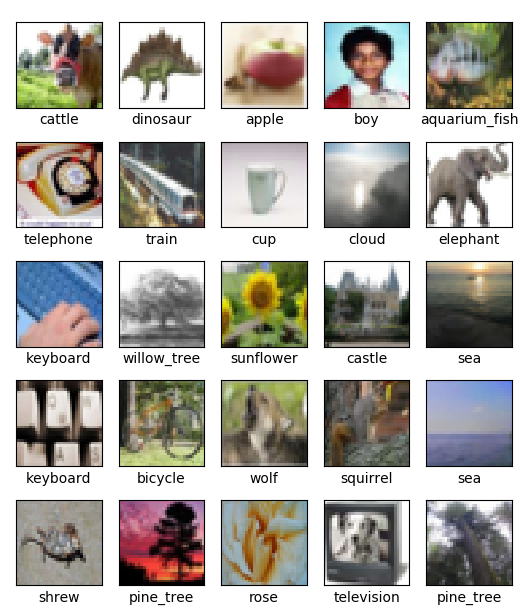 cattle dinosaur apple boy aquarium_fish
telephone train cup cloud elephant
keyboard willow_tree sunflower castle sea
keyboard bicycle wolf squirrel sea
shrew pine_tree rose television pine_tree